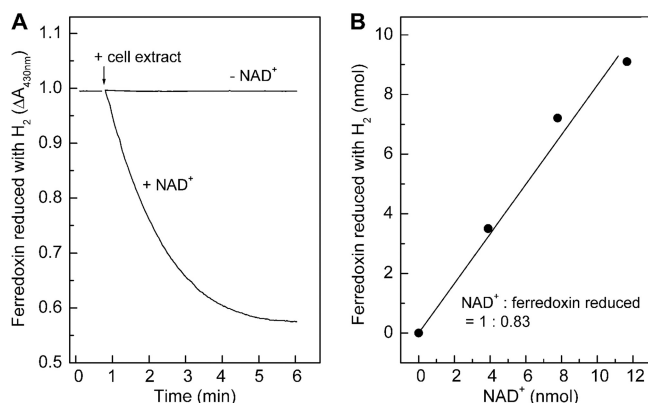 A
Ferredoxin reduced with H₂ (ΔA₄₃₀nm)
1.1
1.0
0.9
0.8
0.7
0.6
0.5
+ cell extract
- NAD⁺
+ NAD⁺
0 1 2 3 4 5 6
Time (min)
B
Ferredoxin reduced with H₂
(nmol)
10
8
6
4
2
0
NAD⁺ : ferredoxin reduced
= 1 : 0.83
0 2 4 6 8 10 12
NAD⁺ (nmol)